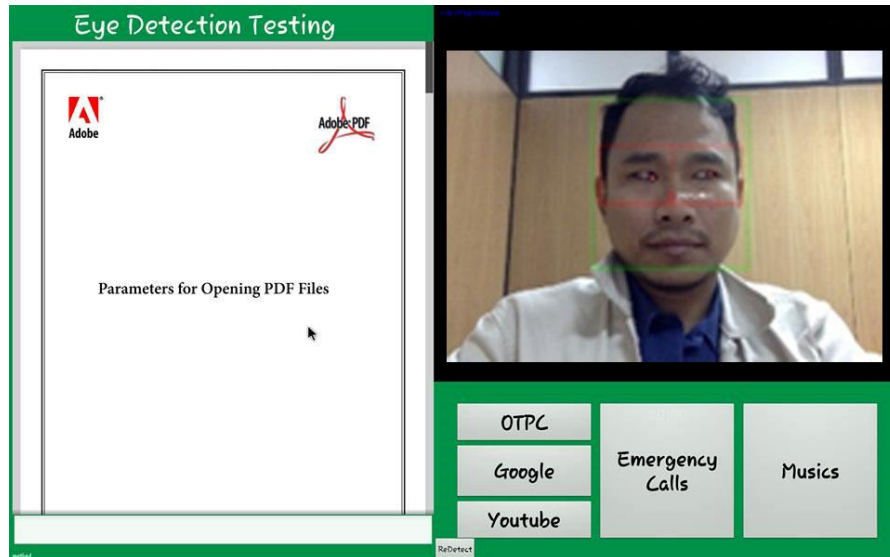 Eye Detection Testing
Adobe
Adobe PDF
Parameters for Opening PDF Files
OTPC
Google
Youtube
Emergency
Calls
Musics
ReDetect